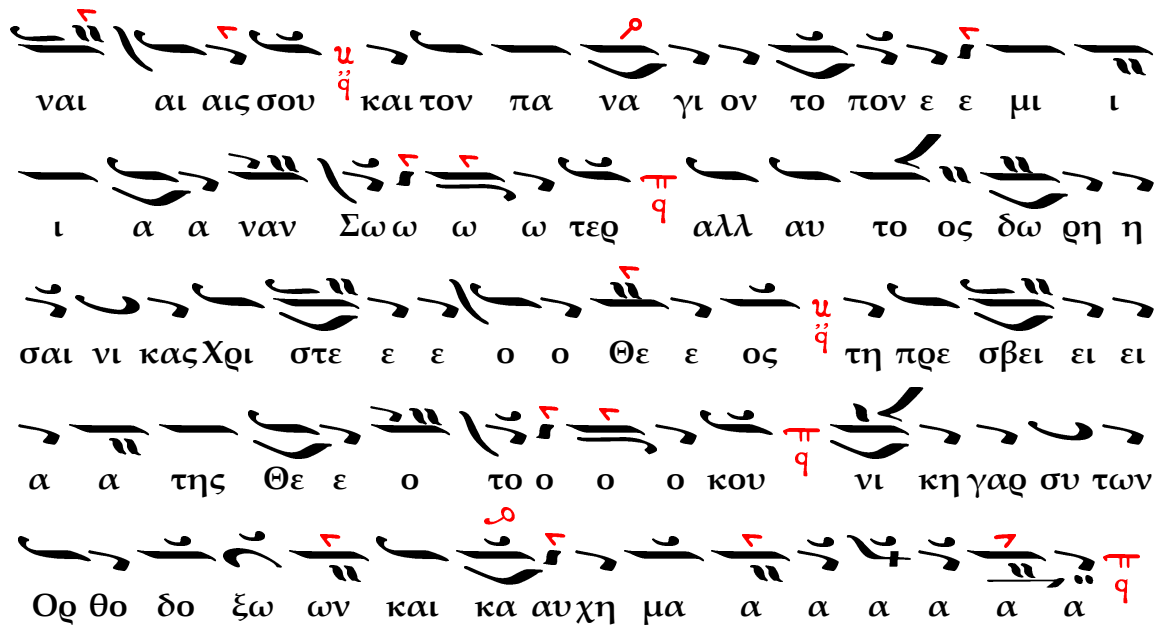 ναι αι αις σου και τον πα να γι ον το πον ε ε μι ι
ι α α ναν Σω ω ω ω τερ αλλ αυ το ος δω ρη η
σαι νι κας Χρι στε ε ε ο ο Θε ε ος τη πρε σβει ει ει
α α της Θε ε ο το ο ο ο κου νι κη γαρ συ των
Ορ θο δο ξω ων και κα αυ χη μα α α α α α α